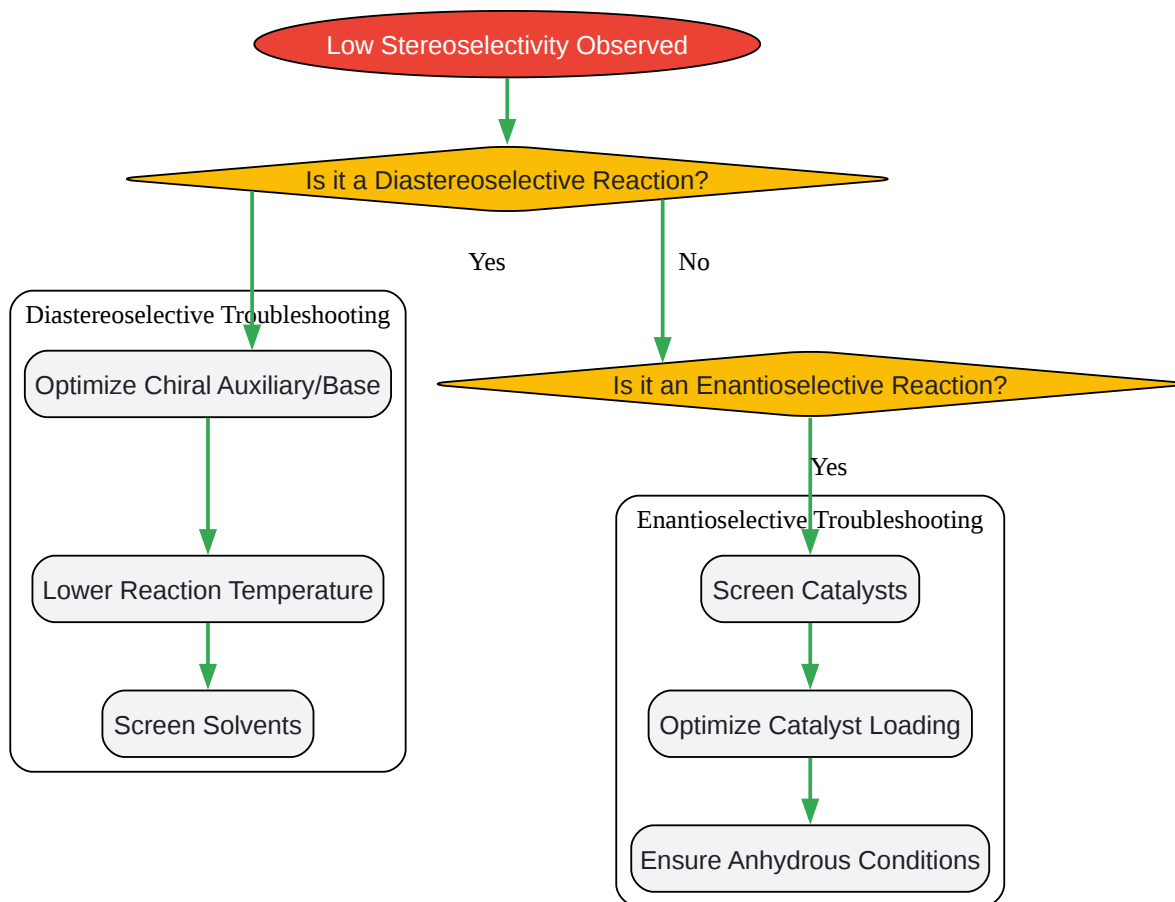 Low Stereoselectivity Observed
Is it a Diastereoselective Reaction?
Yes
No
Diastereoselective Troubleshooting
Optimize Chiral Auxiliary/Base
Lower Reaction Temperature
Screen Solvents
Is it an Enantioselective Reaction?
Yes
Enantioselective Troubleshooting
Screen Catalysts
Optimize Catalyst Loading
Ensure Anhydrous Conditions